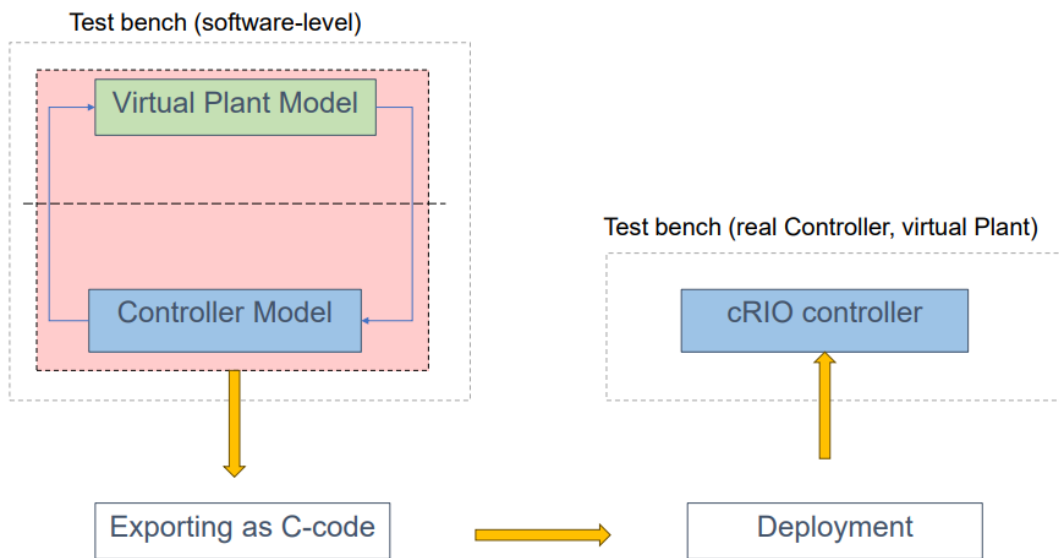 Test bench (software-level)
Virtual Plant Model
Controller Model
Test bench (real Controller, virtual Plant)
cRIO controller
Exporting as C-code
Deployment